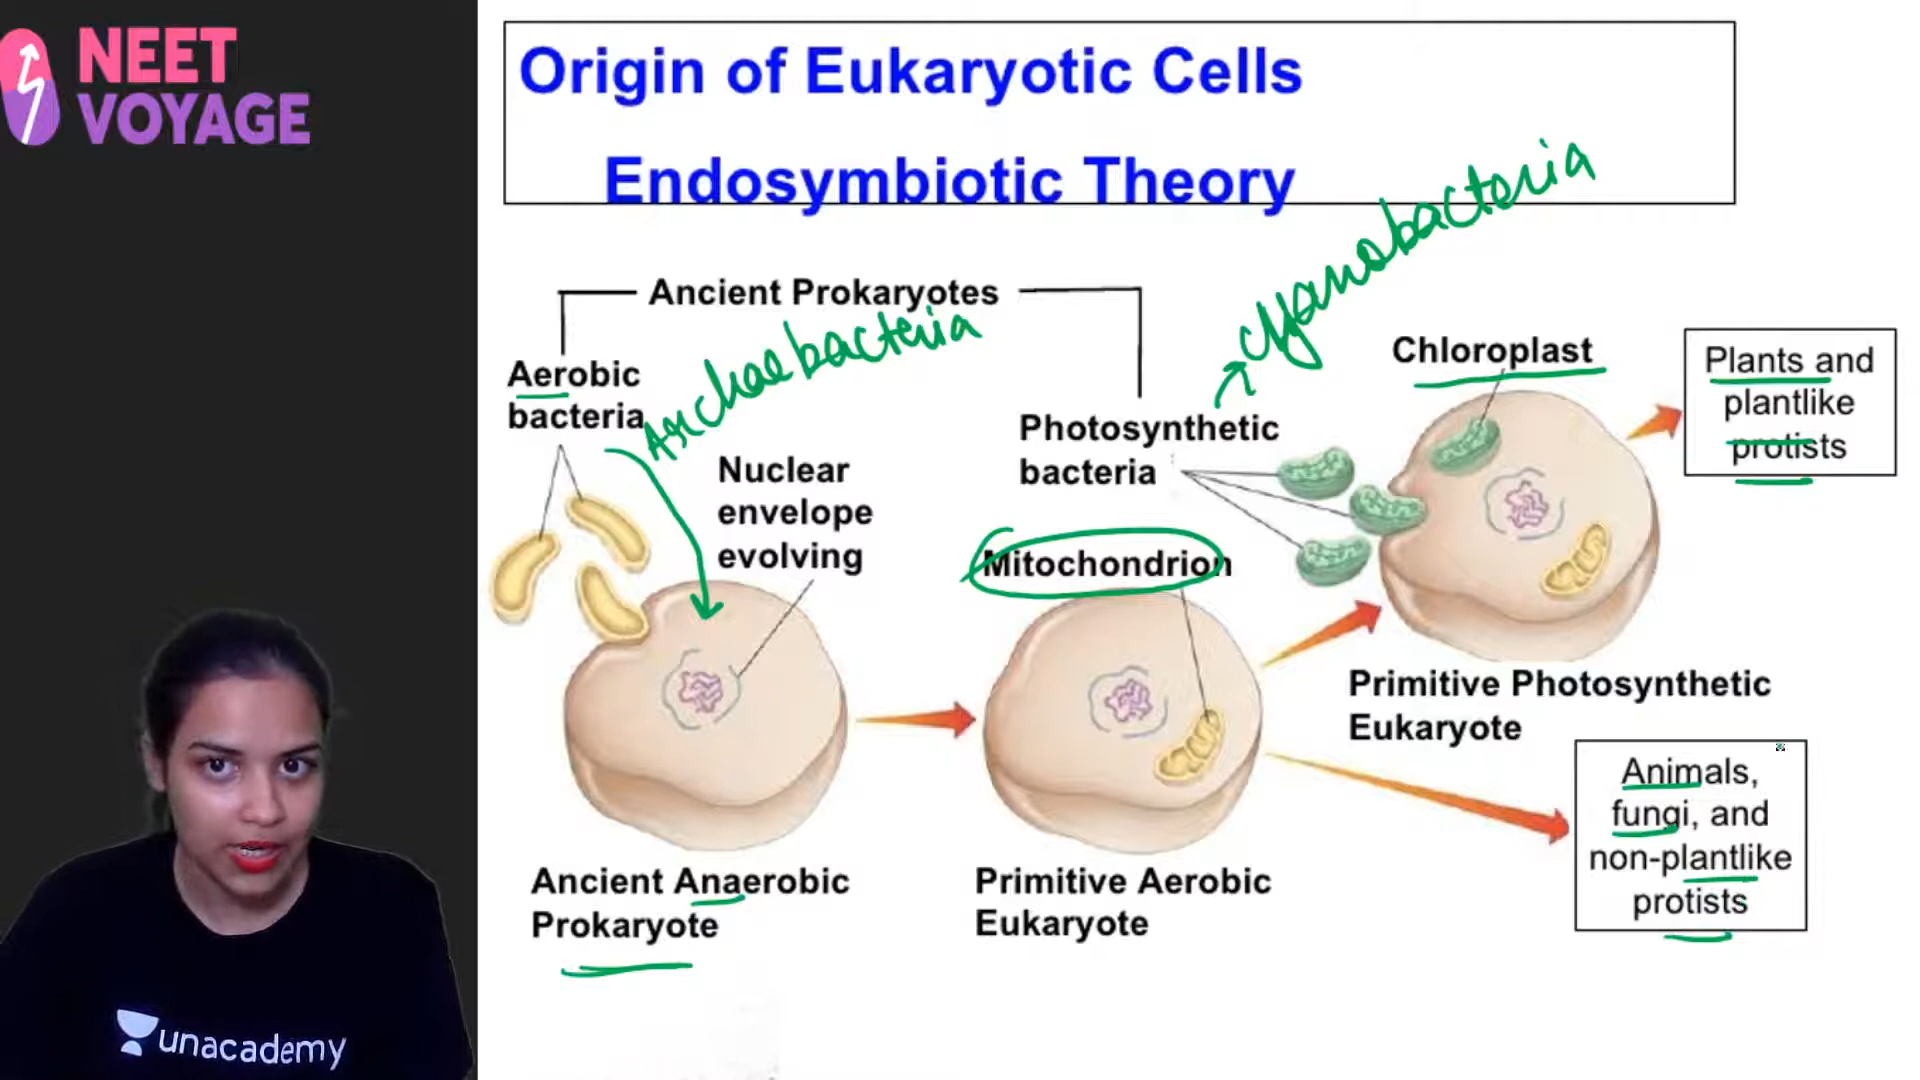 NEET
VOYAGE
Origin of Eukaryotic Cells
Endosymbiotic Theory
Ancient Prokaryotes
Cyanobacteria
Archaebacteria
Aerobic
bacteria
Nuclear
envelope
evolving
Photosynthetic
bacteria
Mitochondrion
Chloroplast
Plants and
plantlike
protists
Primitive Photosynthetic
Eukaryote
Animals,
fungi, and
non-plantlike
protists
Ancient Anaerobic
Prokaryote
Primitive Aerobic
Eukaryote
unacademy